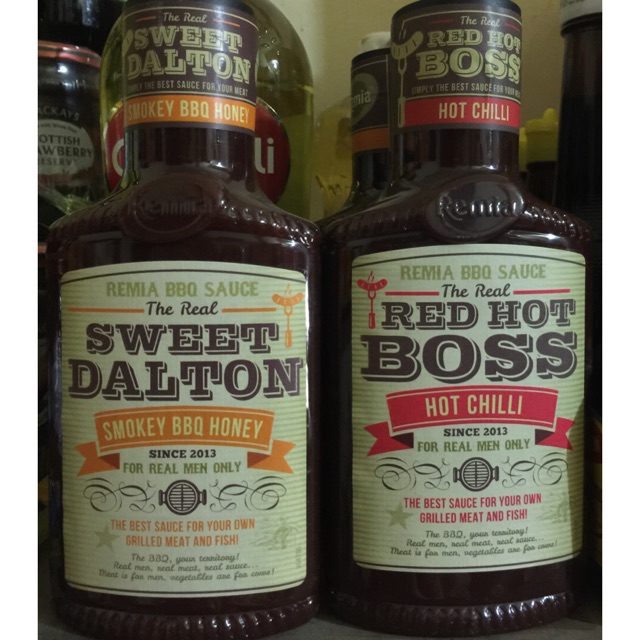 The Real
SWEET
DALTON
SIMPLY THE BEST SAUCE FOR YOUR MEAT
SMOKEY BBQ HONEY
REMIA BBQ SAUCE
The Real
SWEET
DALTON
SMOKEY BBQ HONEY
SINCE 2013
FOR REAL MEN ONLY
THE BEST SAUCE FOR YOUR OWN
GRILLED MEAT AND FISH!
The BBQ, your territory!
Real men, real meat, real sauce...
Meat is for men, vegetables are for cows!
The Real
RED HOT
BOSS
SIMPLY THE BEST SAUCE FOR YOUR MEAT
HOT CHILLI
REMIA BBQ SAUCE
The Real
RED HOT
BOSS
HOT CHILLI
SINCE 2013
FOR REAL MEN ONLY
THE BEST SAUCE FOR YOUR OWN
GRILLED MEAT AND FISH!
The BBQ, your territory!
Real men, real meat, real sauce...
Meat is for men, vegetables are for cows!